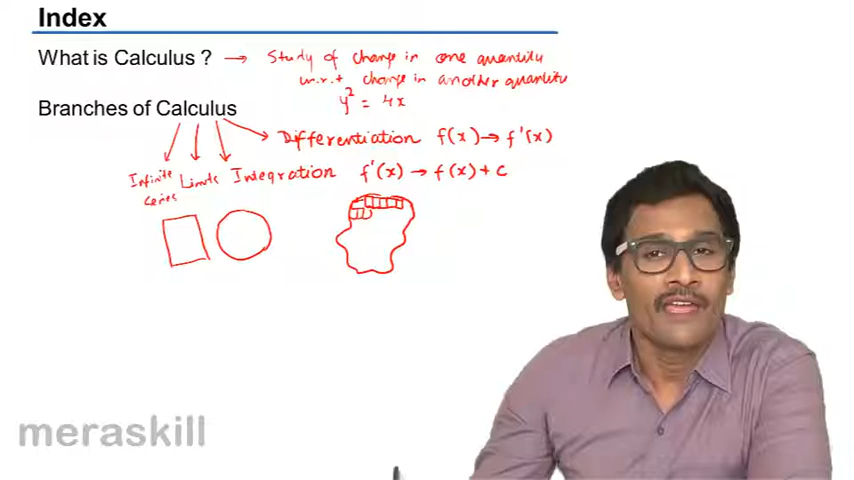 Index
What is Calculus ? → Study of change in one quantity
w.r.t change in another quantity
y² = 4x
Branches of Calculus
Differentiation f(x) → f'(x)
Infinite Limits Integration f'(x) → f(x) + c
series
meraskill